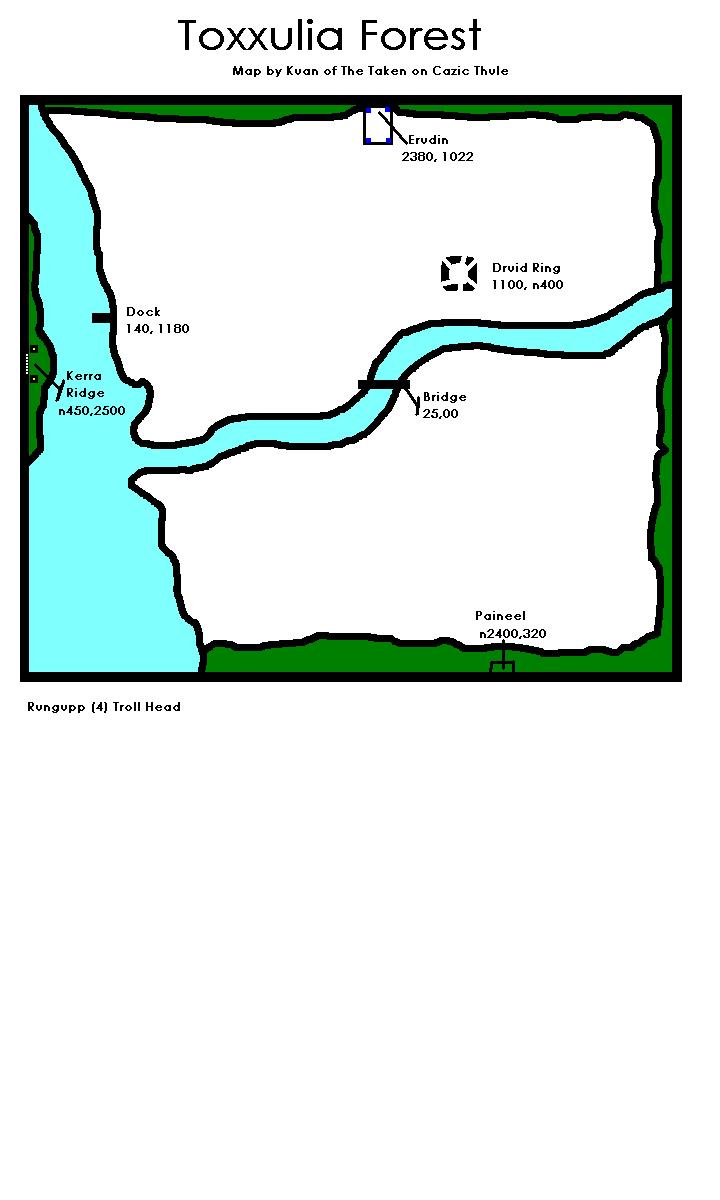 Toxxulia Forest
Map by Kuan of The Taken on Cazic Thule
Erudin
2380, 1022
Druid Ring
1100, n400
Dock
140, 1180
Kerra
Ridge
n450,2500
Bridge
25,00
Paineel
n2400,320
Rungupp (4) Troll Head